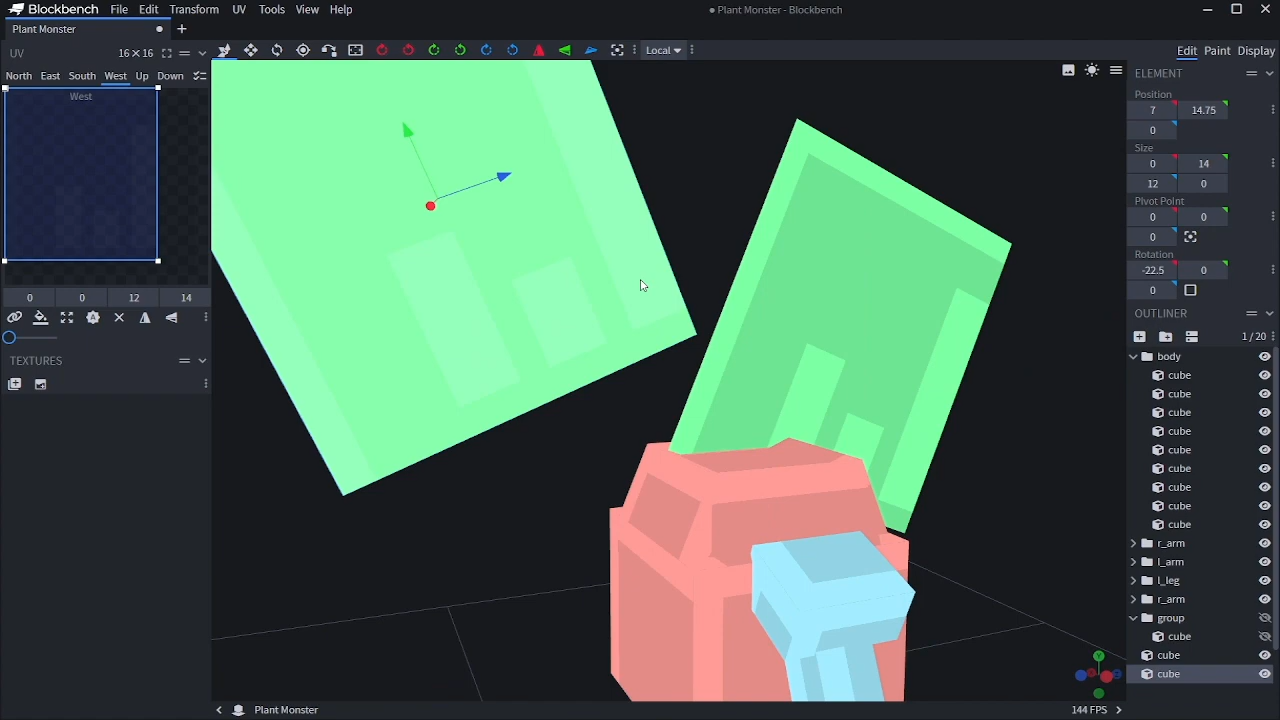 Blockbench File Edit Transform UV Tools View Help
Plant Monster - Blockbench
Plant Monster
UV 16×16
Local
Edit Paint Display
North East South West Up Down
West
0 0 12 14
TEXTURES
ELEMENT
Position
7 14.75
0
Size
0 14
12 0
Pivot Point
0 0
0
Rotation
-22.5 0
0
OUTLINER
1/20
body
cube
cube
cube
cube
cube
cube
cube
cube
cube
r_arm
l_arm
l_leg
r_arm
group
cube
cube
cube
Y
Plant Monster
144 FPS